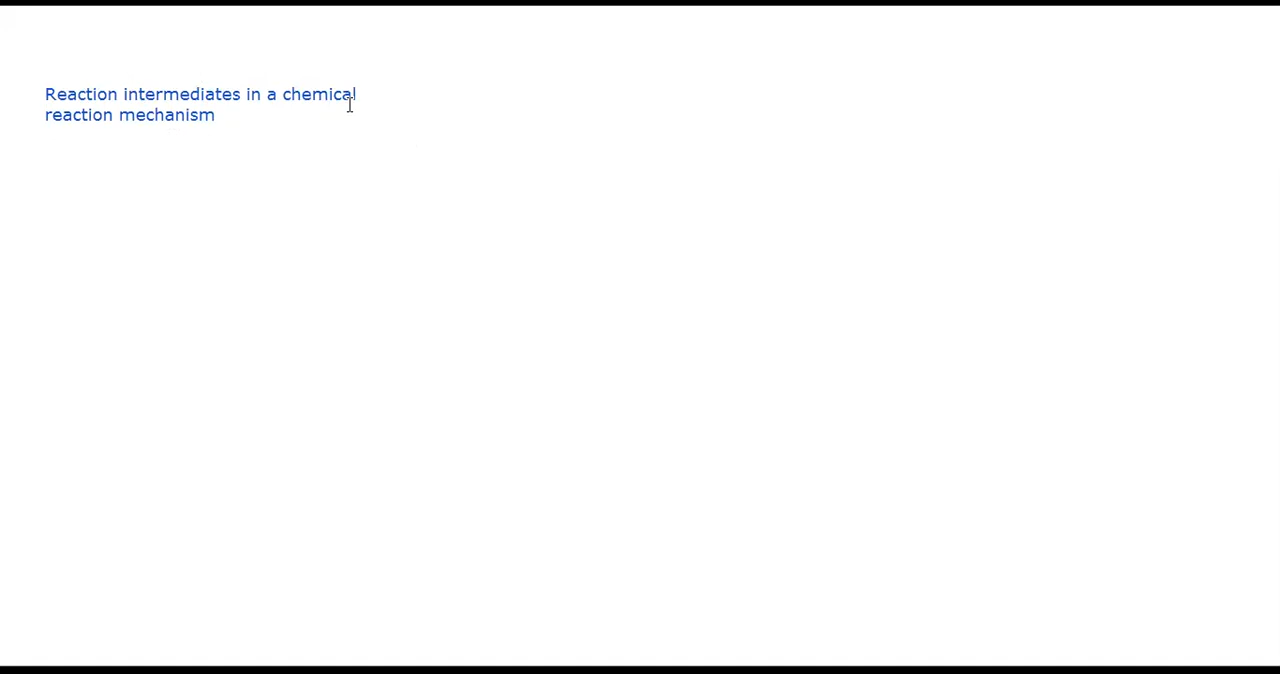 Reaction intermediates in a chemical
reaction mechanism